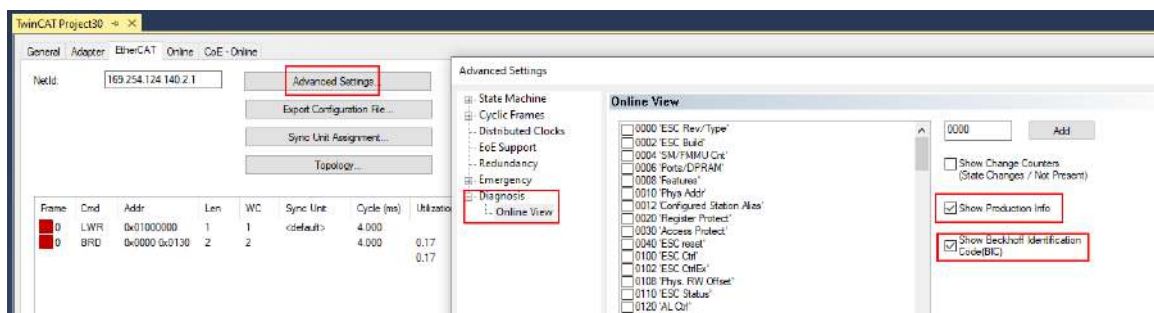 TwinCAT Project30
General Adapter EtherCAT Online CoE - Online
NetId: 169.254.124.140.2.1
Advanced Settings...
Export Configuration File...
Sync Unit Assignment...
Topology...
Frame Cmd Addr Len WC Sync Unit Cycle (ms) Utilizatio
0 LWR 0x01000000 1 1 <default> 4.000
0 BRD 0x0000 0x0130 2 2 4.000 0.17
0.17
Advanced Settings
State Machine
Cyclic Frames
Distributed Clocks
EoE Support
Redundancy
Emergency
Diagnosis
Online View
Online View
0000 'ESC Rev/Type'
0002 'ESC Build'
0004 'SM/FMMU Cnt'
0006 'Ports/DPRAM'
0008 'Features'
0010 'Phys Addr'
0012 'Configured Station Alias'
0020 'Register Protect'
0030 'Access Protect'
0040 'ESC reset'
0100 'ESC Ctrl'
0102 'ESC CtrlEx'
0108 'Phys. RW Offset'
0110 'ESC Status'
0120 'AL Ctrl'
0000 Add
Show Change Counters
(State Changes / Not Present)
Show Production Info
Show Beckhoff Identification
Code(BIC)